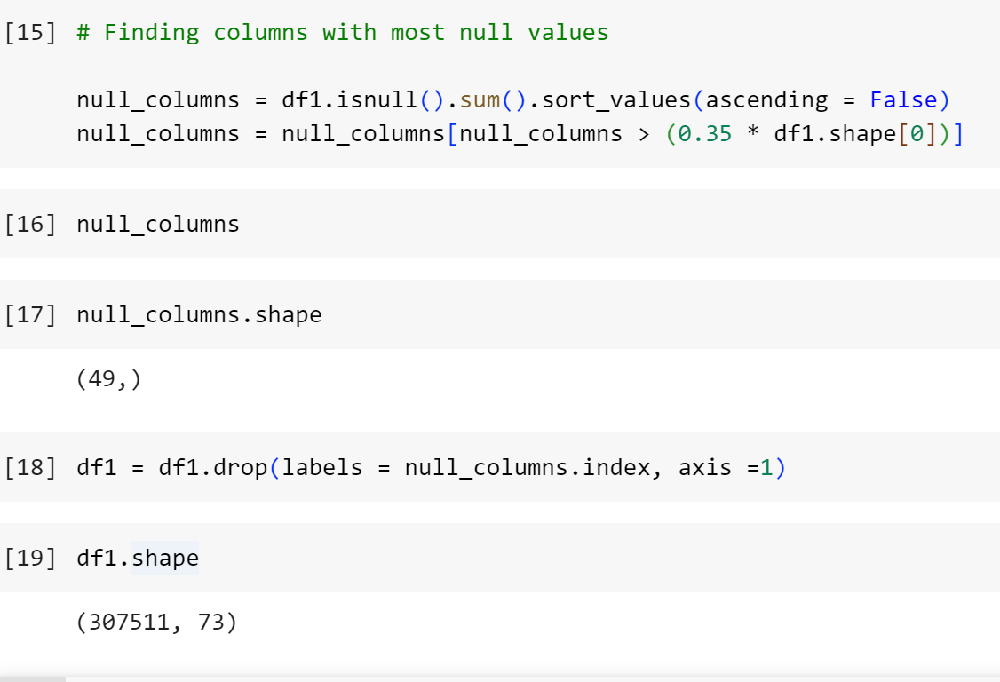 [15] # Finding columns with most null values
null_columns = df1.isnull().sum().sort_values(ascending = False)
null_columns = null_columns[null_columns > (0.35 * df1.shape[0])]
[16] null_columns
[17] null_columns.shape
(49,)
[18] df1 = df1.drop(labels = null_columns.index, axis =1)
[19] df1.shape
(307511, 73)